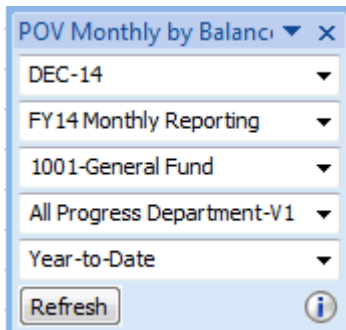 POV Monthly by Balanc
DEC-14
FY14 Monthly Reporting
1001-General Fund
All Progress Department-V1
Year-to-Date
Refresh